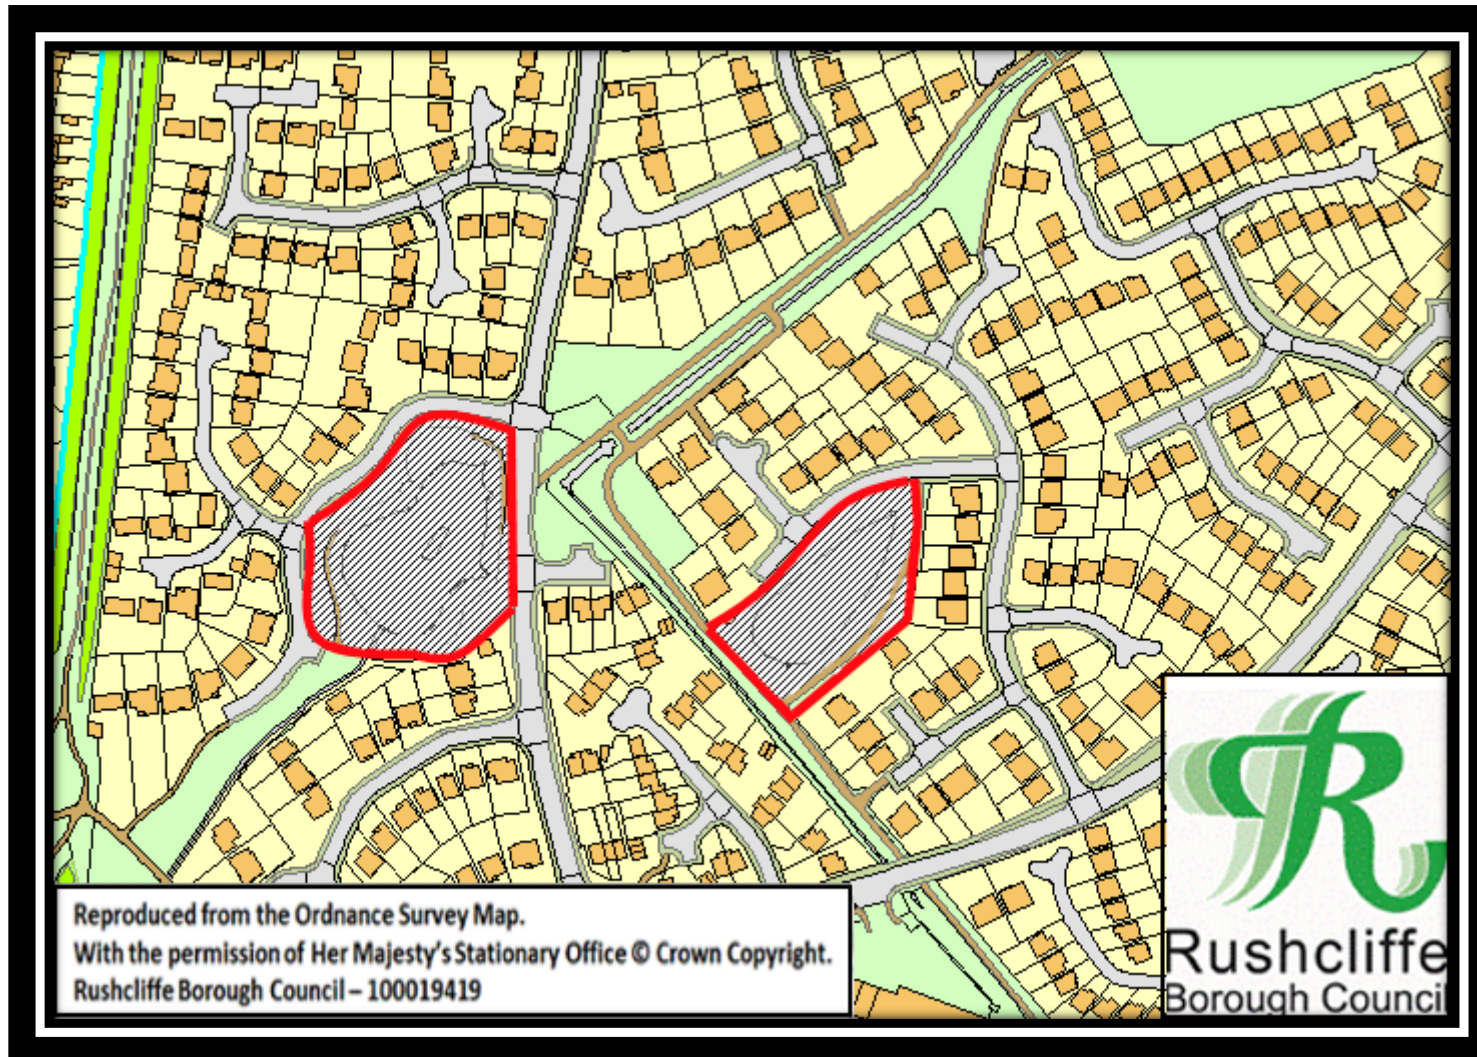 Reproduced from the Ordnance Survey Map.
With the permission of Her Majesty's Stationary Office © Crown Copyright.
Rushcliffe Borough Council – 100019419
R
Rushcliffe
Borough Council